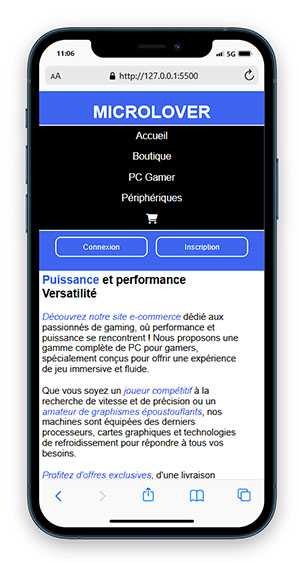 11:06 5G
AA http://127.0.0.1:5500
MICROLOVER
Accueil
Boutique
PC Gamer
Périphériques
Connexion Inscription
Puissance et performance
Versatilité
Découvrez notre site e-commerce dédié aux
passionnés de gaming, où performance et
puissance se rencontrent ! Nous proposons une
gamme complète de PC pour gamers,
spécialement conçus pour offrir une expérience
de jeu immersive et fluide.
Que vous soyez un joueur compétitif à la
recherche de vitesse et de précision ou un
amateur de graphismes époustouflants, nos
machines sont équipées des derniers
processeurs, cartes graphiques et technologies
de refroidissement pour répondre à tous vos
besoins.
Profitez d'offres exclusives, d'une livraison